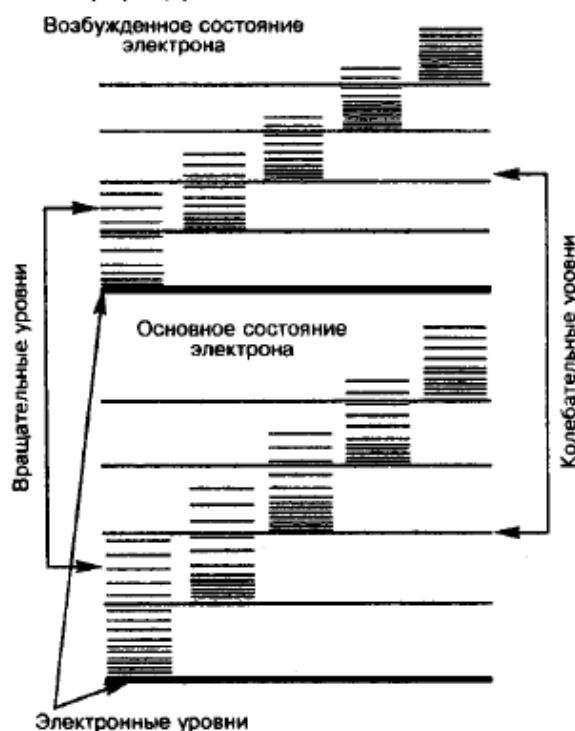 Возбужденное состояние
электрона
Основное состояние
электрона
Вращательные уровни
Колебательные уровни
Электронные уровни